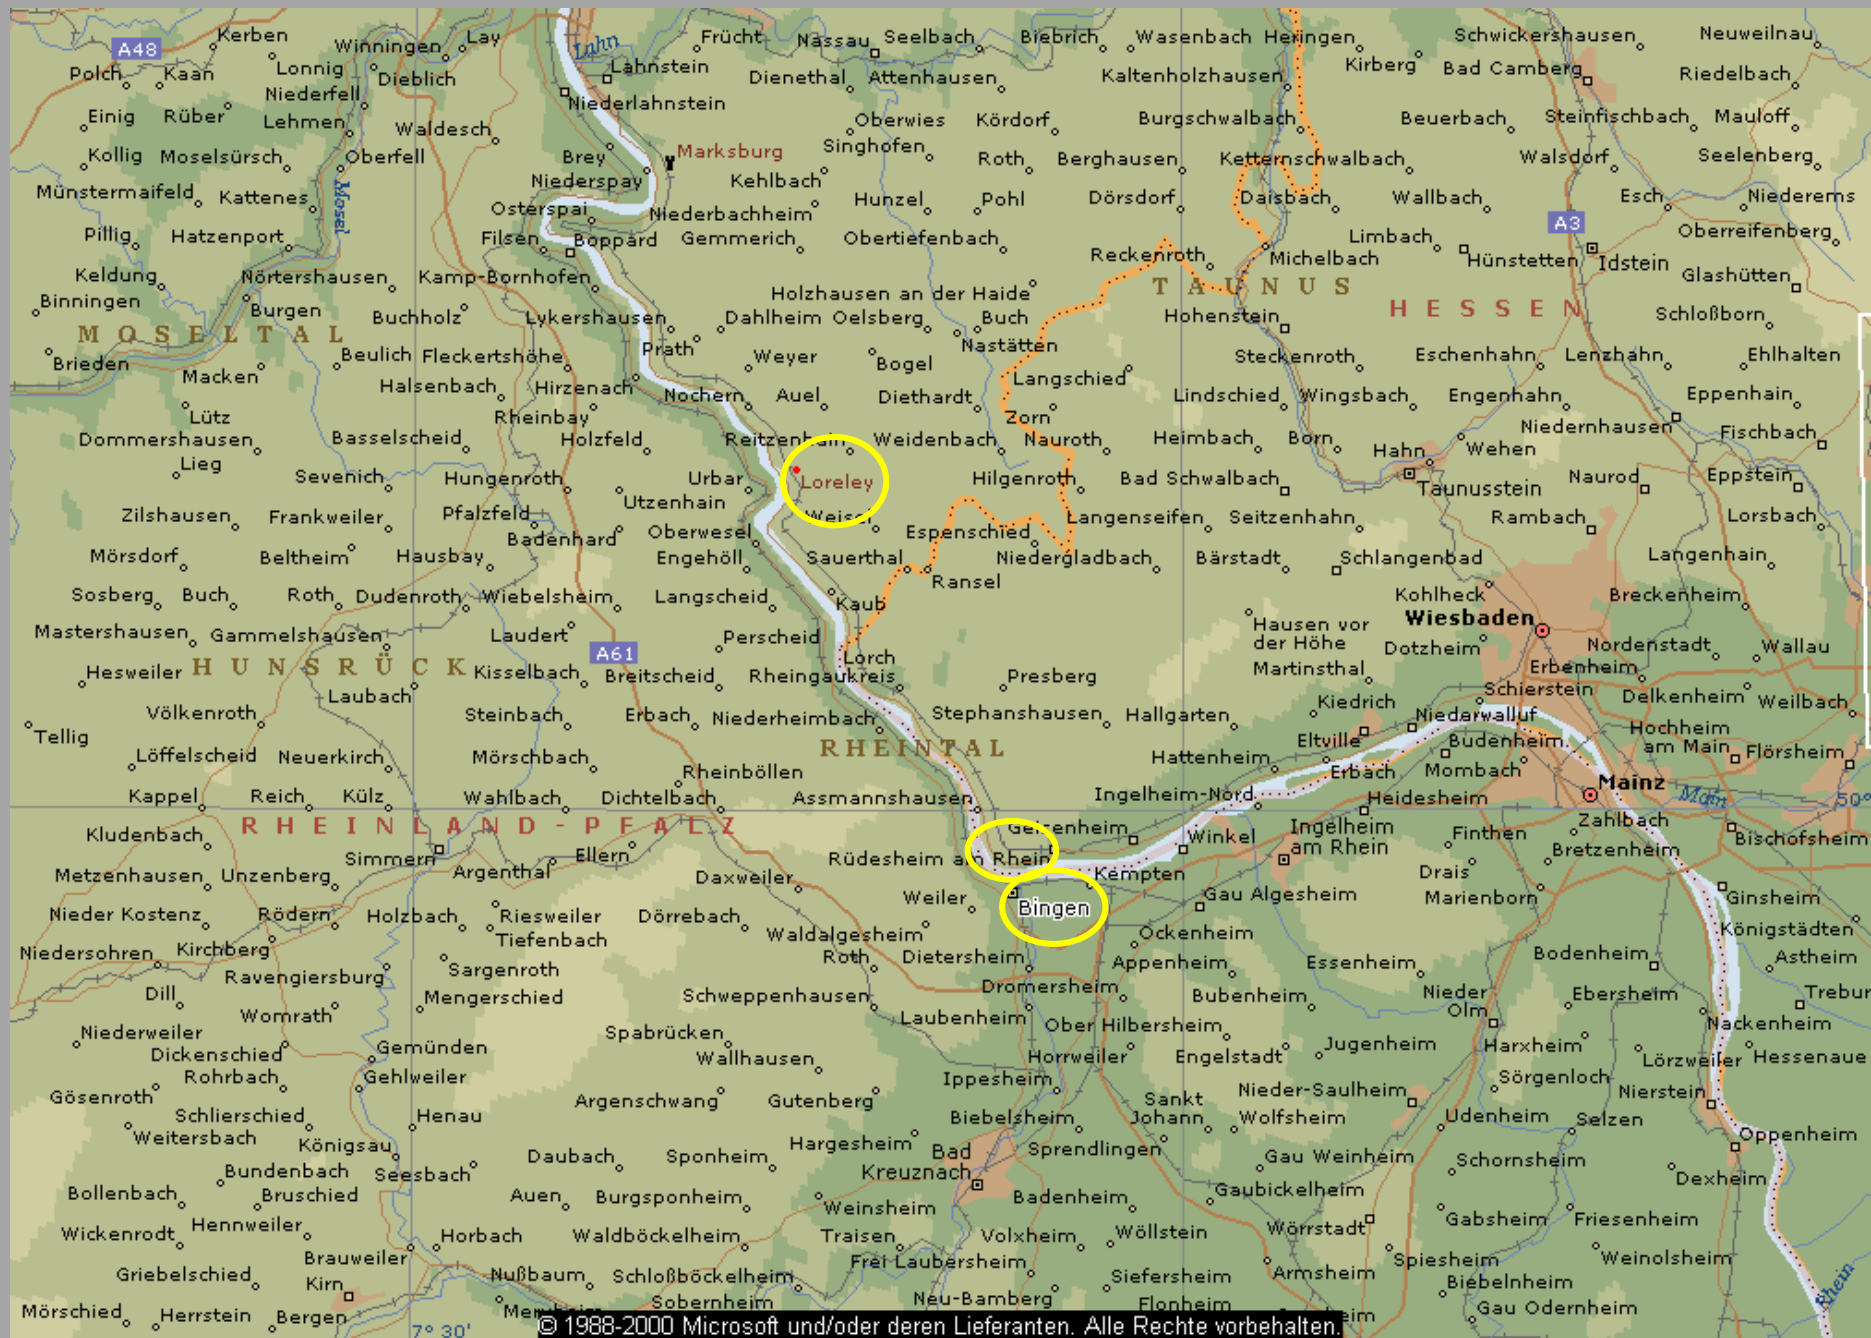 Kerben
Winningen
Lay
Lahn
Frücht
Nassau
Seelbach
Biebrich
Wasenbach
Heringen
Schwickershausen
Neuweilnau
A48
Polch
Kaan
Lonnig
Dieblich
Lahnstein
Dienethal
Attenhausen
Kaltenholzhausen
Kirberg
Bad Camberg
Riedelbach
Niederfell
Niederlahnstein
Einig
Rüber
Lehmen
Waldesch
Oberwies
Kördorf
Burgschwalbach
Beuerbach
Steinfischbach
Mauloff
Kollig
Moselsürsch
Oberfell
Brey
Marksburg
Singhofen
Roth
Berghausen
Ketternschwalbach
Walsdorf
Seelenberg
Münstermaifeld
Kattenes
Mosel
Niederspay
Kehlbach
Hunzel
Pohl
Dörsdorf
Daisbach
Wallbach
Esch
Niederems
Osterspai
Niederbachheim
A3
Pillig
Hatzenport
Filsen
Boppard
Gemmerich
Obertiefenbach
Reckenroth
Michelbach
Limbach
Hünstetten
Idstein
Oberreifenberg
Keldung
Nörtershausen
Kamp-Bornhofen
TAUNUS
Glashütten
Binningen
Burgen
Buchholz
Lykershausen
Holzhausen an der Haide
Dahlheim
Oelsberg
Buch
Hohenstein
HESSEN
Schloßborn
MOSELTAL
Brieden
Macken
Beulich
Fleckertshöhe
Prath
Weyer
Bogel
Nastätten
Steckenroth
Eschenhahn
Lenzhahn
Ehlhalten
Halsenbach
Hirzenach
Nochern
Auel
Diethardt
Langschied
Lindschied
Wingsbach
Engenhahn
Eppenhain
Lütz
Rheinbay
Zorn
Dommershausen
Basselscheid
Holzfeld
Reitzenhain
Weidenbach
Nauroth
Heimbach
Born
Hahn
Wehen
Niedernhausen
Fischbach
Lieg
Sevenich
Hungenroth
Urbar
Loreley
Hilgenroth
Bad Schwalbach
Taunusstein
Naurod
Eppstein
Utzenhain
Zilshausen
Frankweiler
Pfalzfeld
Weisel
Langenseifen
Seitzenhahn
Rambach
Lorsbach
Badenhard
Oberwesel
Espenschied
Mörsdorf
Beltheim
Hausbay
Engehöll
Sauerthal
Niedergladbach
Bärstadt
Schlangenbad
Langenhain
Ransel
Sosberg
Buch
Roth
Dudenroth
Wiebelsheim
Langscheid
Kaub
Kohlheck
Breckenheim
Mastershausen
Gammelshausen
Laudert
Perscheid
Hausen vor
der Höhe
Wiesbaden
Dotzheim
Nordenstadt
Wallau
A61
Hesweiler
HUNSRÜCK
Kisselbach
Breitscheid
Lorch
Rheingaukreis
Presberg
Martinsthal
Erbenheim
Laubach
Kiedrich
Schierstein
Delkenheim
Weilbach
Völkenroth
Steinbach
Erbach
Niederheimbach
Stephanshausen
Hallgarten
Niederwalluf
Hochheim
am Main
Tellig
RHEINTAL
Eltville
Budenheim
Flörsheim
Löffelscheid
Neuerkirch
Mörschbach
Rheinböllen
Hattenheim
Erbach
Mombach
Mainz
Main
50°
Kappel
Reich
Külz
Wahlbach
Dichtelbach
Assmannshausen
Ingelheim-Nord
Heidesheim
Kludenbach
RHEINLAND-PFALZ
Geisenheim
Winkel
Ingelheim
am Rhein
Finthen
Zahlbach
Bischofsheim
Simmern
Ellern
Rüdesheim am Rhein
Bretzenheim
Metzenhausen
Unzenberg
Argenthal
Daxweiler
Kempten
Drais
Marienborn
Ginsheim
Weiler
Bingen
Gau Algesheim
Nieder Kostenz
Rödern
Holzbach
Riesweiler
Tiefenbach
Dörrebach
Waldalgesheim
Ockenheim
Königstädten
Niedersohren
Kirchberg
Roth
Dietersheim
Appenheim
Essenheim
Bodenheim
Astheim
Ravengiersburg
Sargenroth
Dromersheim
Dill
Mengerschied
Schweppenhausen
Bubenheim
Nieder
Olm
Ebersheim
Trebur
Womrath
Laubenheim
Ober Hilbersheim
Nackenheim
Niederweiler
Dickenschied
Gemünden
Spabrücken
Wallhausen
Horrweiler
Engelstadt
Jugenheim
Harxheim
Lörzweiler
Hessenaue
Rohrbach
Gehlweiler
Ippesheim
Sörgenloch
Gösenroth
Argenschwang
Gutenberg
Sankt
Johann
Nieder-Saulheim
Nierstein
Schlierschied
Henau
Biebelsheim
Wolfsheim
Udenheim
Selzen
Weitersbach
Königsau
Hargesheim
Bad
Kreuznach
Sprendlingen
Oppenheim
Bundenbach
Seesbach
Daubach
Sponheim
Gau Weinheim
Schornsheim
Dexheim
Bollenbach
Bruschied
Auen
Burgsponheim
Weinsheim
Badenheim
Gaubickelheim
Wickenrodt
Hennweiler
Horbach
Waldböckelheim
Traisen
Volxheim
Wöllstein
Wörrstadt
Gabsheim
Friesenheim
Brauweiler
Frei Laubersheim
Spiesheim
Weinolsheim
Griebelschied
Kirn
Nußbaum
Schloßböckelheim
Siefersheim
Armsheim
Biebelnheim
Rhein
Mörschied
Herrstein
Bergen
Sobernheim
Neu-Bamberg
Flonheim
Gau Odernheim
7° 30'
© 1988-2000 Microsoft und/oder deren Lieferanten. Alle Rechte vorbehalten.